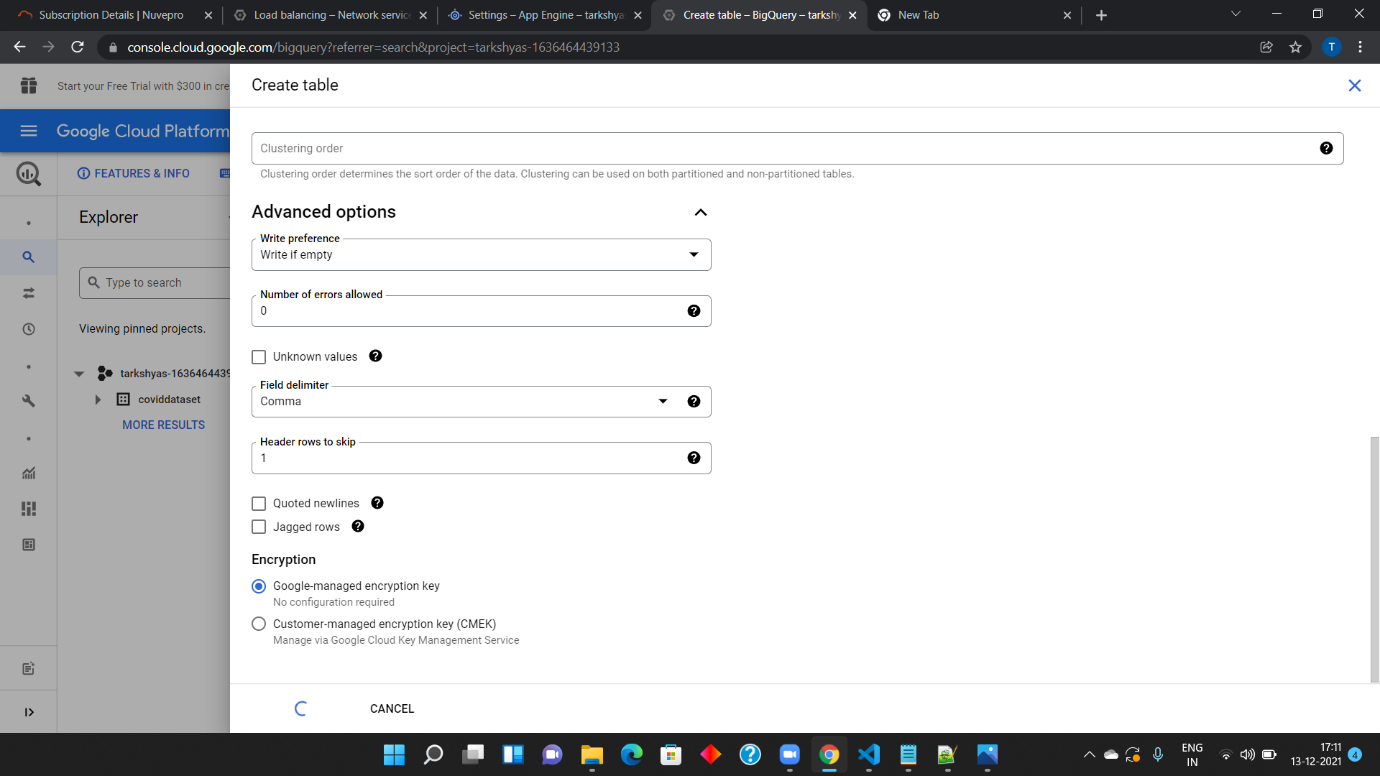 Subscription Details | Nuvepro
Load balancing – Network servic
Settings – App Engine – tarkshya
Create table – BigQuery – tarksh
New Tab
console.cloud.google.com/bigquery?referrer=search&project=tarkshyas-1636464439133
T
Start your Free Trial with $300 in cre
Create table
Google Cloud Platform
Clustering order
Clustering order determines the sort order of the data. Clustering can be used on both partitioned and non-partitioned tables.
FEATURES & INFO
Explorer
Advanced options
Write preference
Write if empty
Type to search
Number of errors allowed
0
Viewing pinned projects.
Unknown values
tarkshyas-1636464439
Field delimiter
Comma
coviddataset
MORE RESULTS
Header rows to skip
1
Quoted newlines
Jagged rows
Encryption
Google-managed encryption key
No configuration required
Customer-managed encryption key (CMEK)
Manage via Google Cloud Key Management Service
CANCEL
ENG
IN
17:11
13-12-2021
4